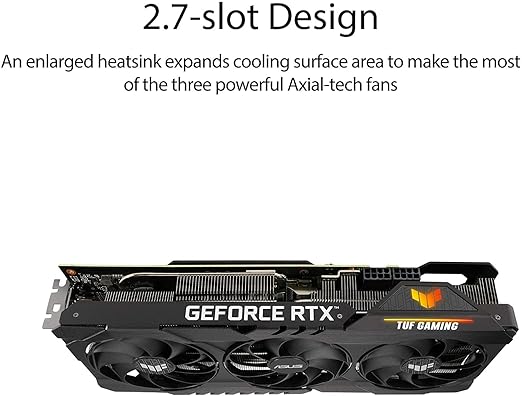 2.7-slot Design
An enlarged heatsink expands cooling surface area to make the most
of the three powerful Axial-tech fans
GEFORCE RTX
TUF GAMING
ASUS